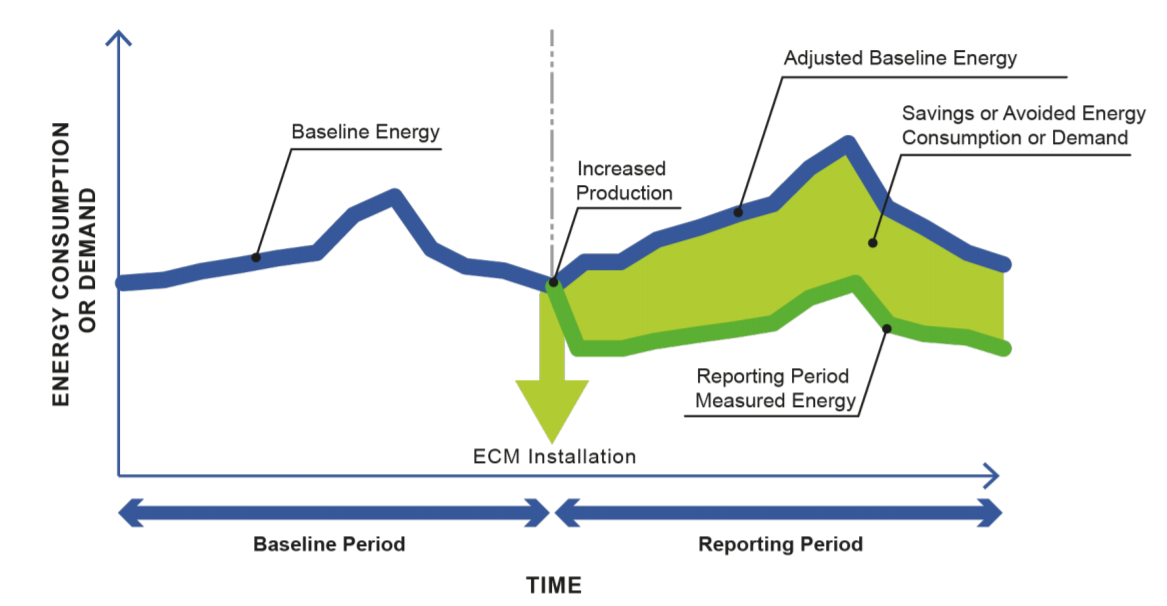 Adjusted Baseline Energy
Savings or Avoided Energy
Consumption or Demand
Baseline Energy
Increased
Production
ENERGY CONSUMPTION
OR DEMAND
Reporting Period
Measured Energy
ECM Installation
Baseline Period
Reporting Period
TIME